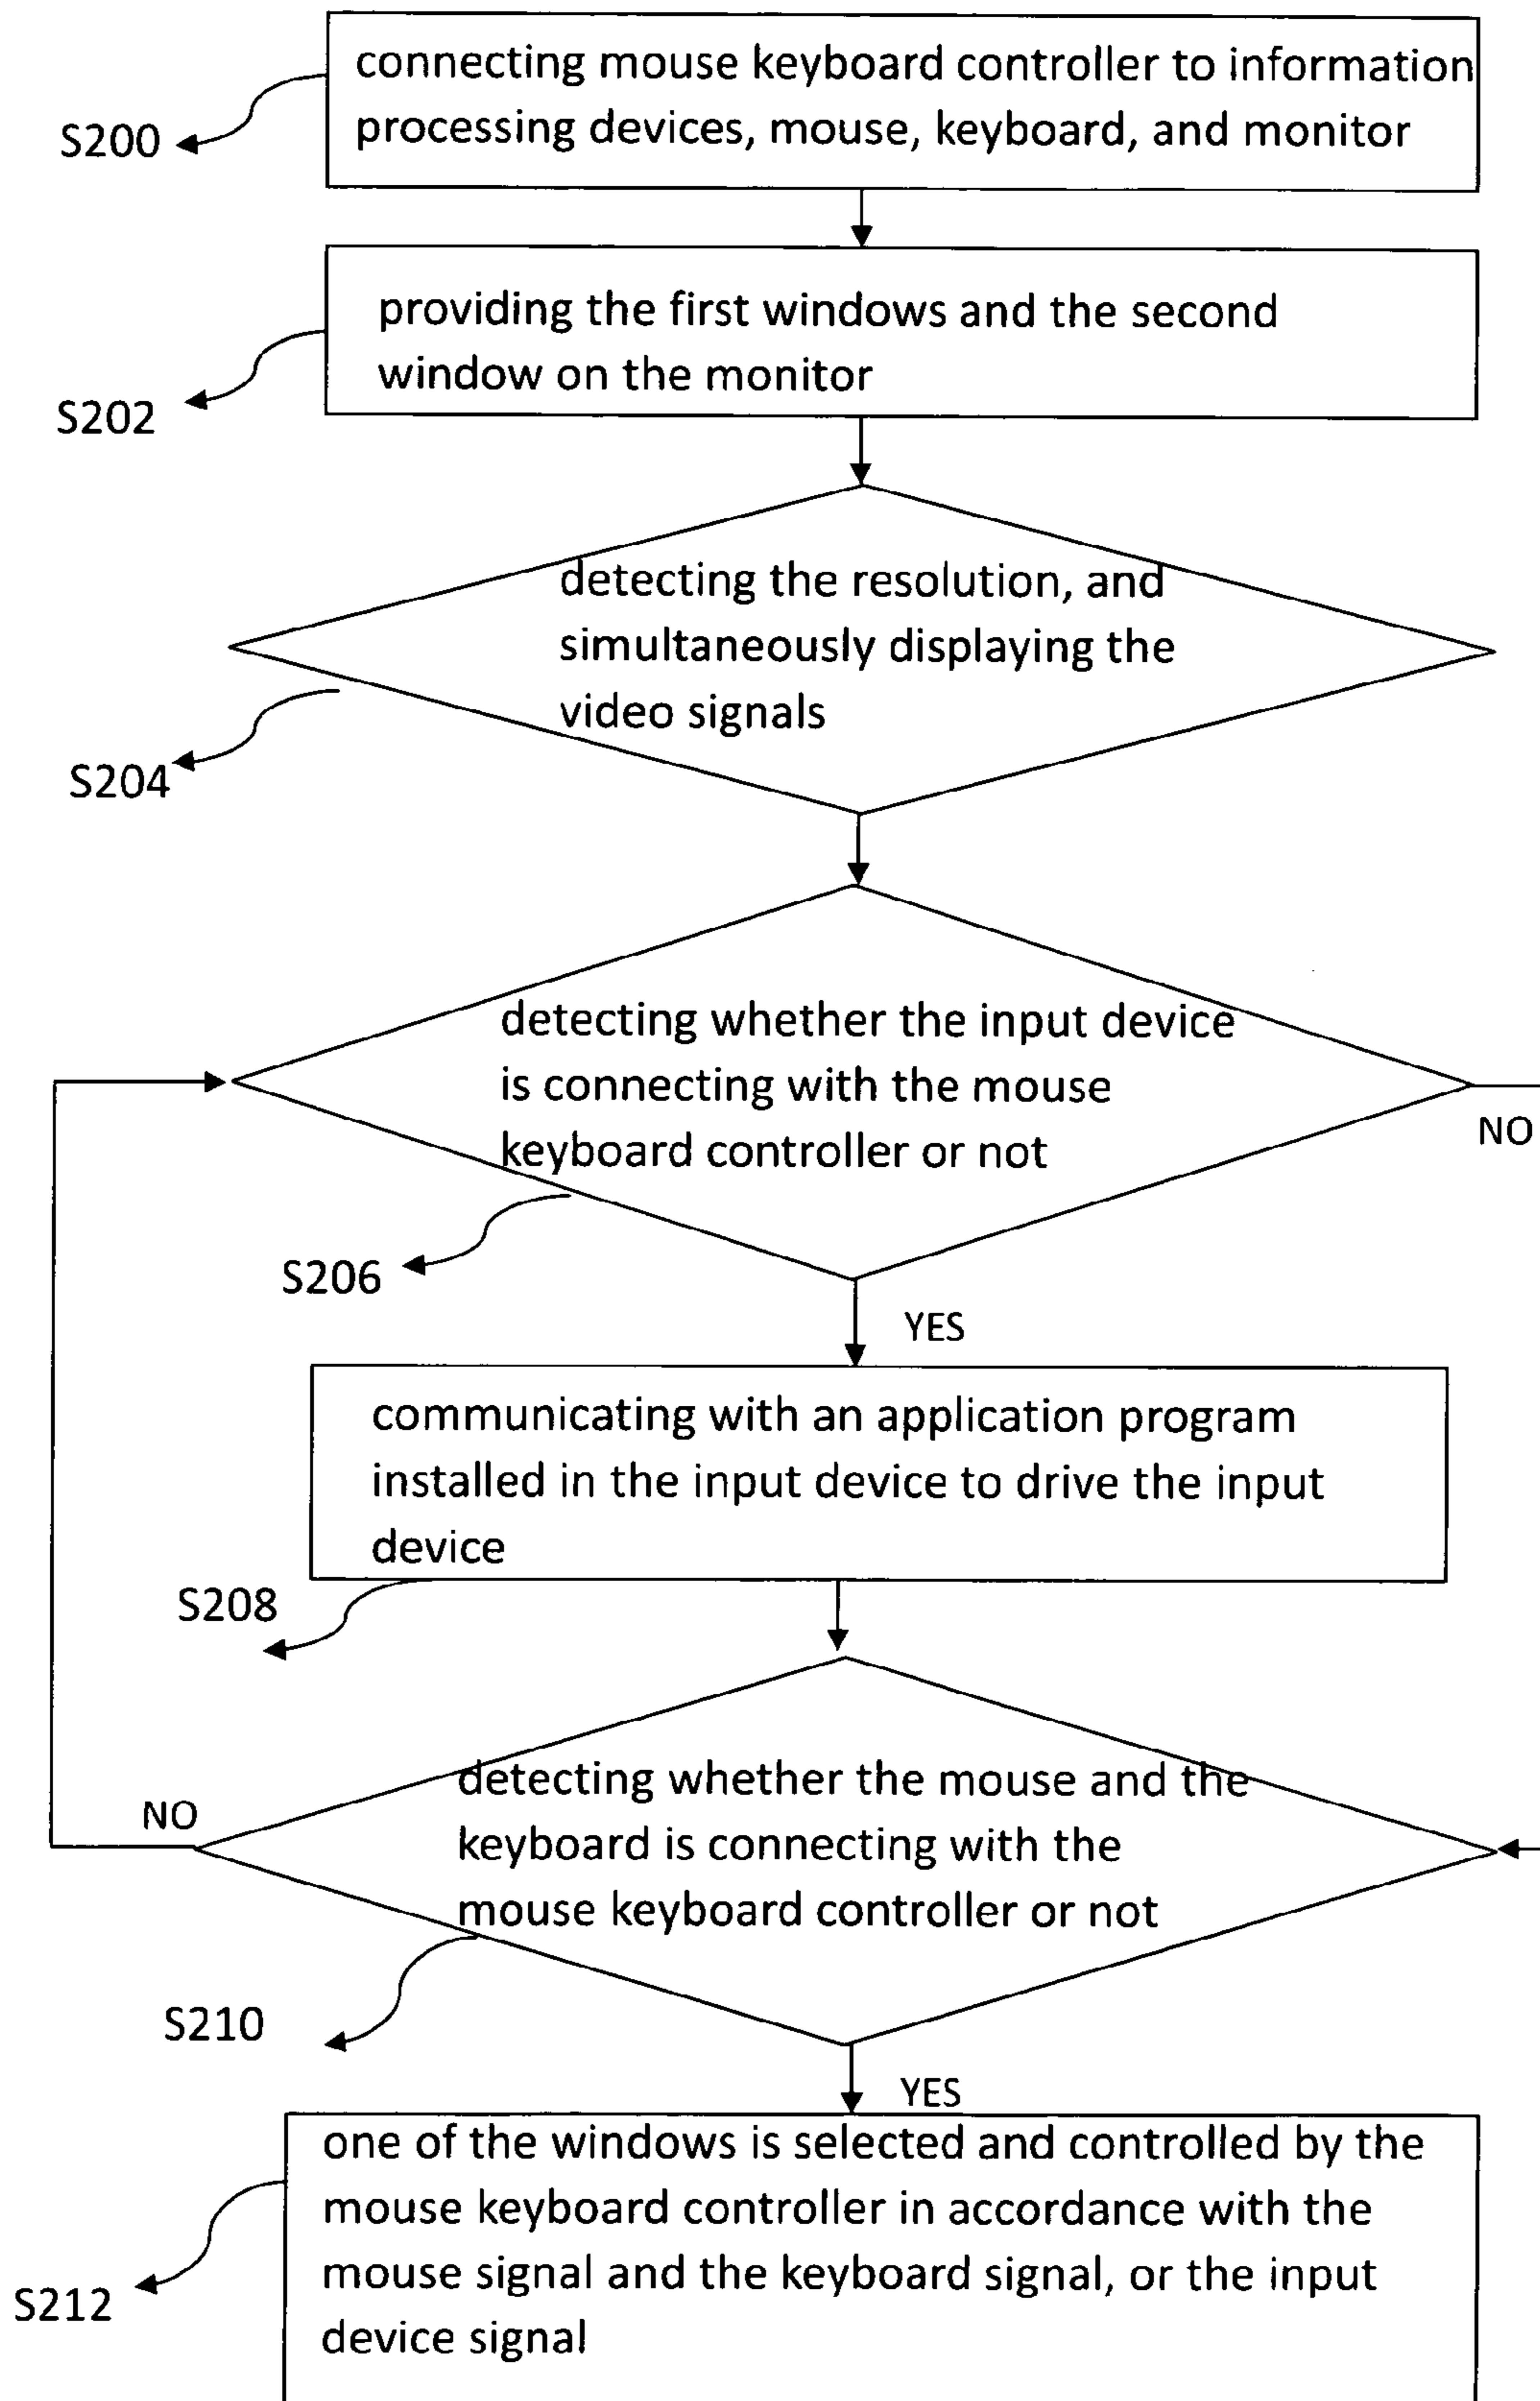 connecting mouse keyboard controller to information
processing devices, mouse, keyboard, and monitor
S200
providing the first windows and the second
window on the monitor
S202
detecting the resolution, and
simultaneously displaying the
video signals
S204
detecting whether the input device
is connecting with the mouse
keyboard controller or not
NO
S206
YES
communicating with an application program
installed in the input device to drive the input
device
S208
detecting whether the mouse and the
keyboard is connecting with the
mouse keyboard controller or not
NO
S210
YES
one of the windows is selected and controlled by the
mouse keyboard controller in accordance with the
mouse signal and the keyboard signal, or the input
device signal
S212